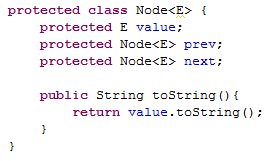 protected class Node<E> {
    protected E value;
    protected Node<E> prev;
    protected Node<E> next;

    public String toString(){
        return value.toString();
    }
}